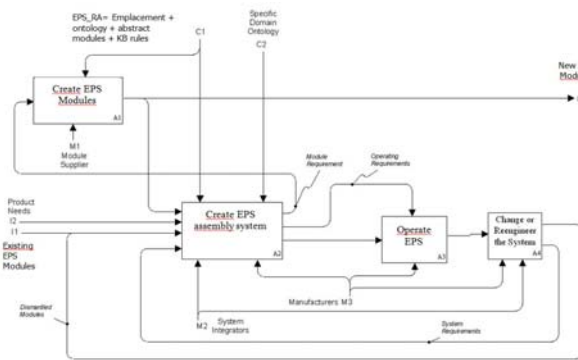 EPS_RA= Emplacement +
ontology + abstract
modules + KB rules
C1
Specific
Domain
Ontology
C2
New
Modu
Create EPS
Modules
A1
M1
Module
Supplier
Module
Requirement
Operating
Requirements
Product
Needs
I2
I1
Existing
EPS
Modules
Create EPS
assembly system
A2
Operate
EPS
A3
Change or
Reengineer
the System
A4
Manufacturers M3
M2
System
Integrators
Dismantled
Modules
System
Requirements